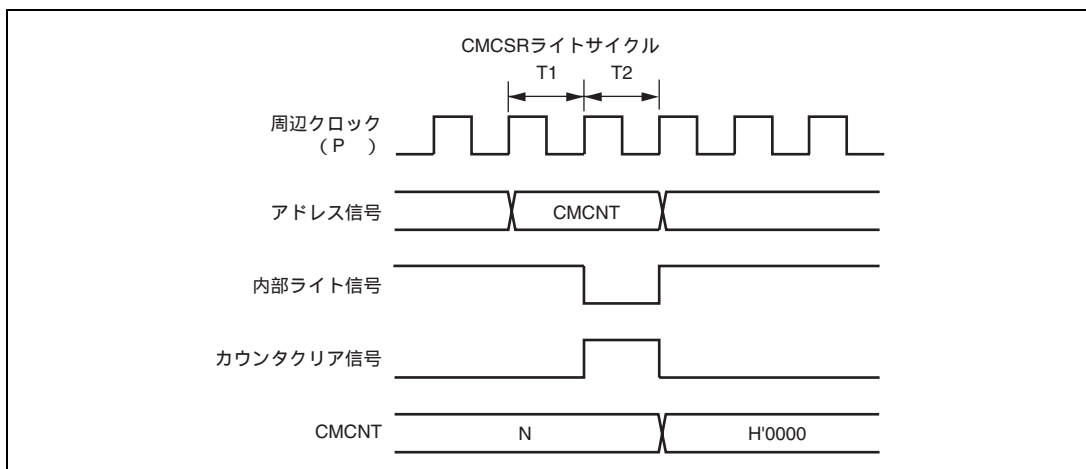 CMCSRライトサイクル
T1 T2
周辺クロック
（P　）
アドレス信号
CMCNT
内部ライト信号
カウンタクリア信号
CMCNT
N
H'0000